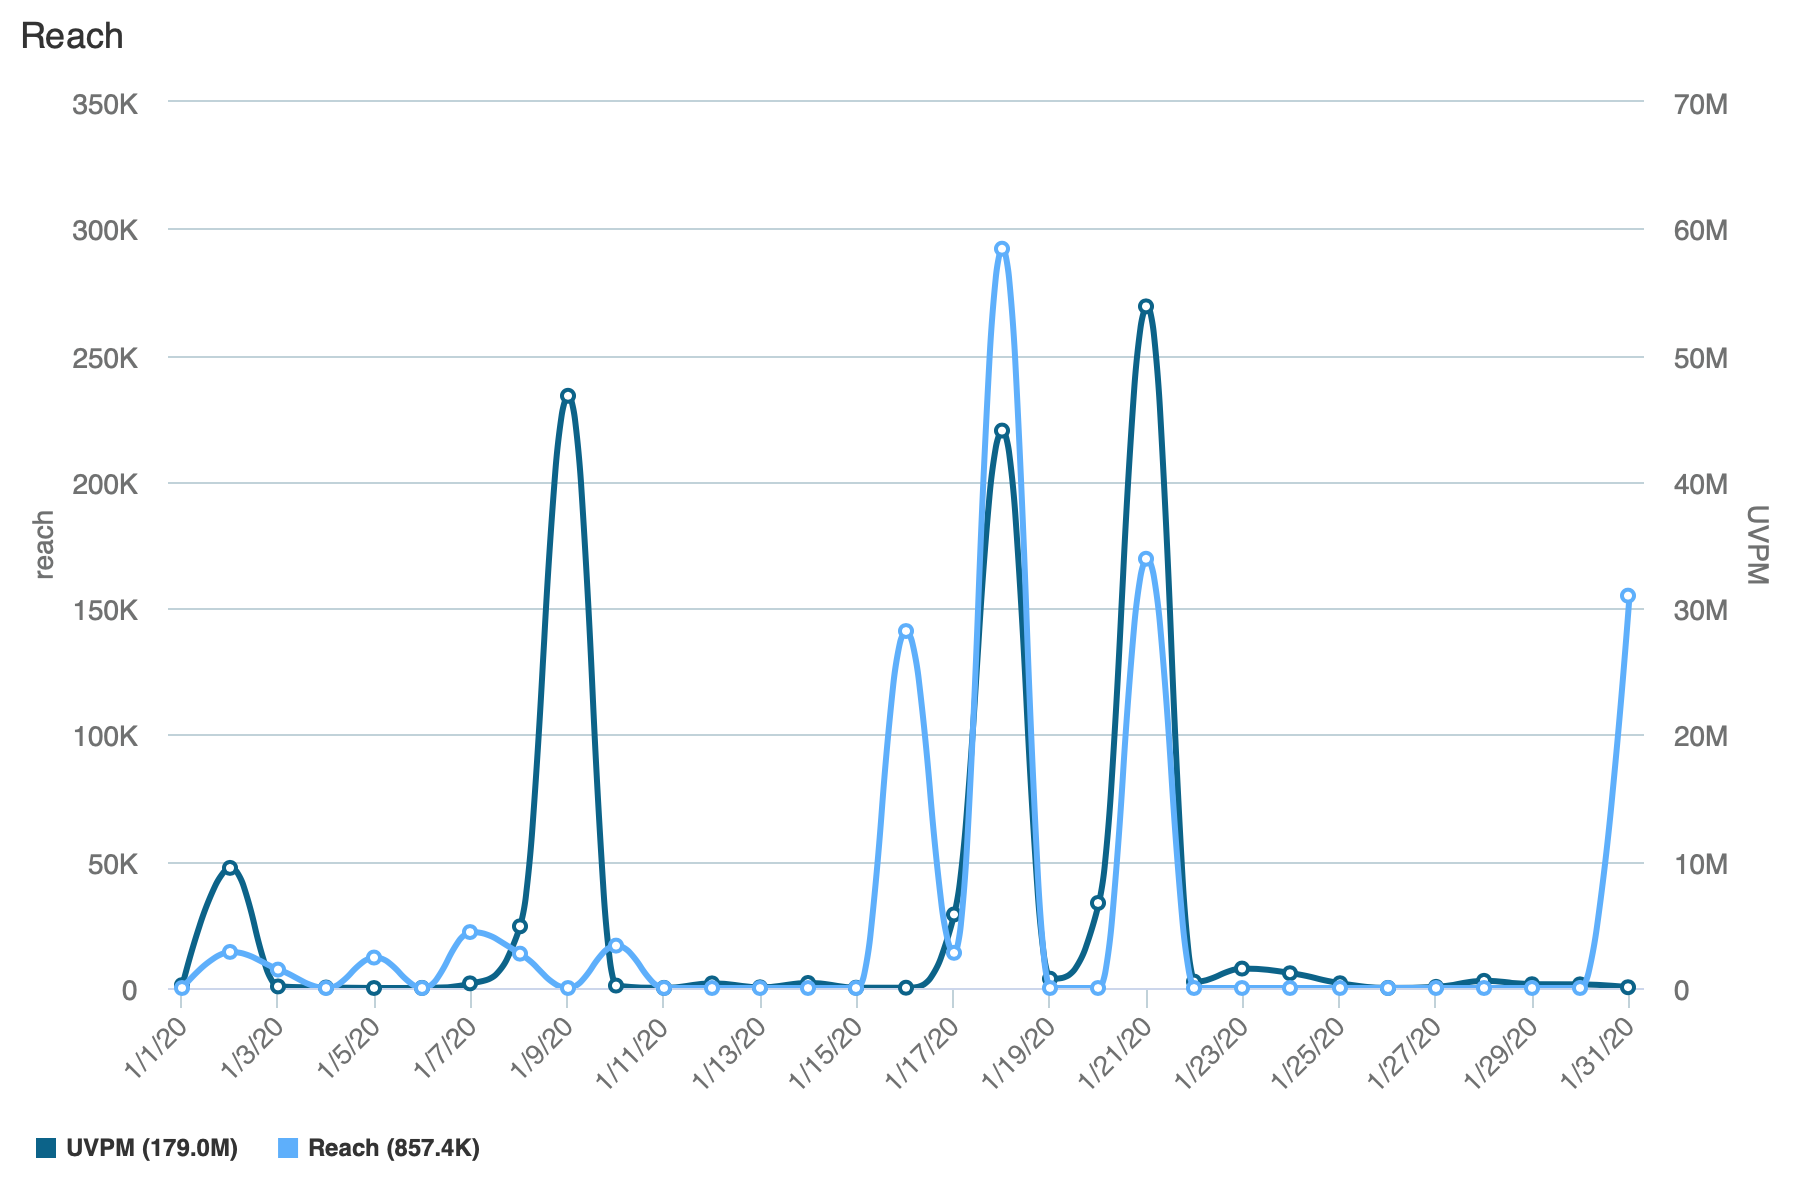 Reach
350K
300K
250K
200K
150K
100K
50K
0
reach
70M
60M
50M
40M
30M
20M
10M
0
UVPM
1/1/20
1/3/20
1/5/20
1/7/20
1/9/20
1/11/20
1/13/20
1/15/20
1/17/20
1/19/20
1/21/20
1/23/20
1/25/20
1/27/20
1/29/20
1/31/20
UVPM (179.0M)
Reach (857.4K)